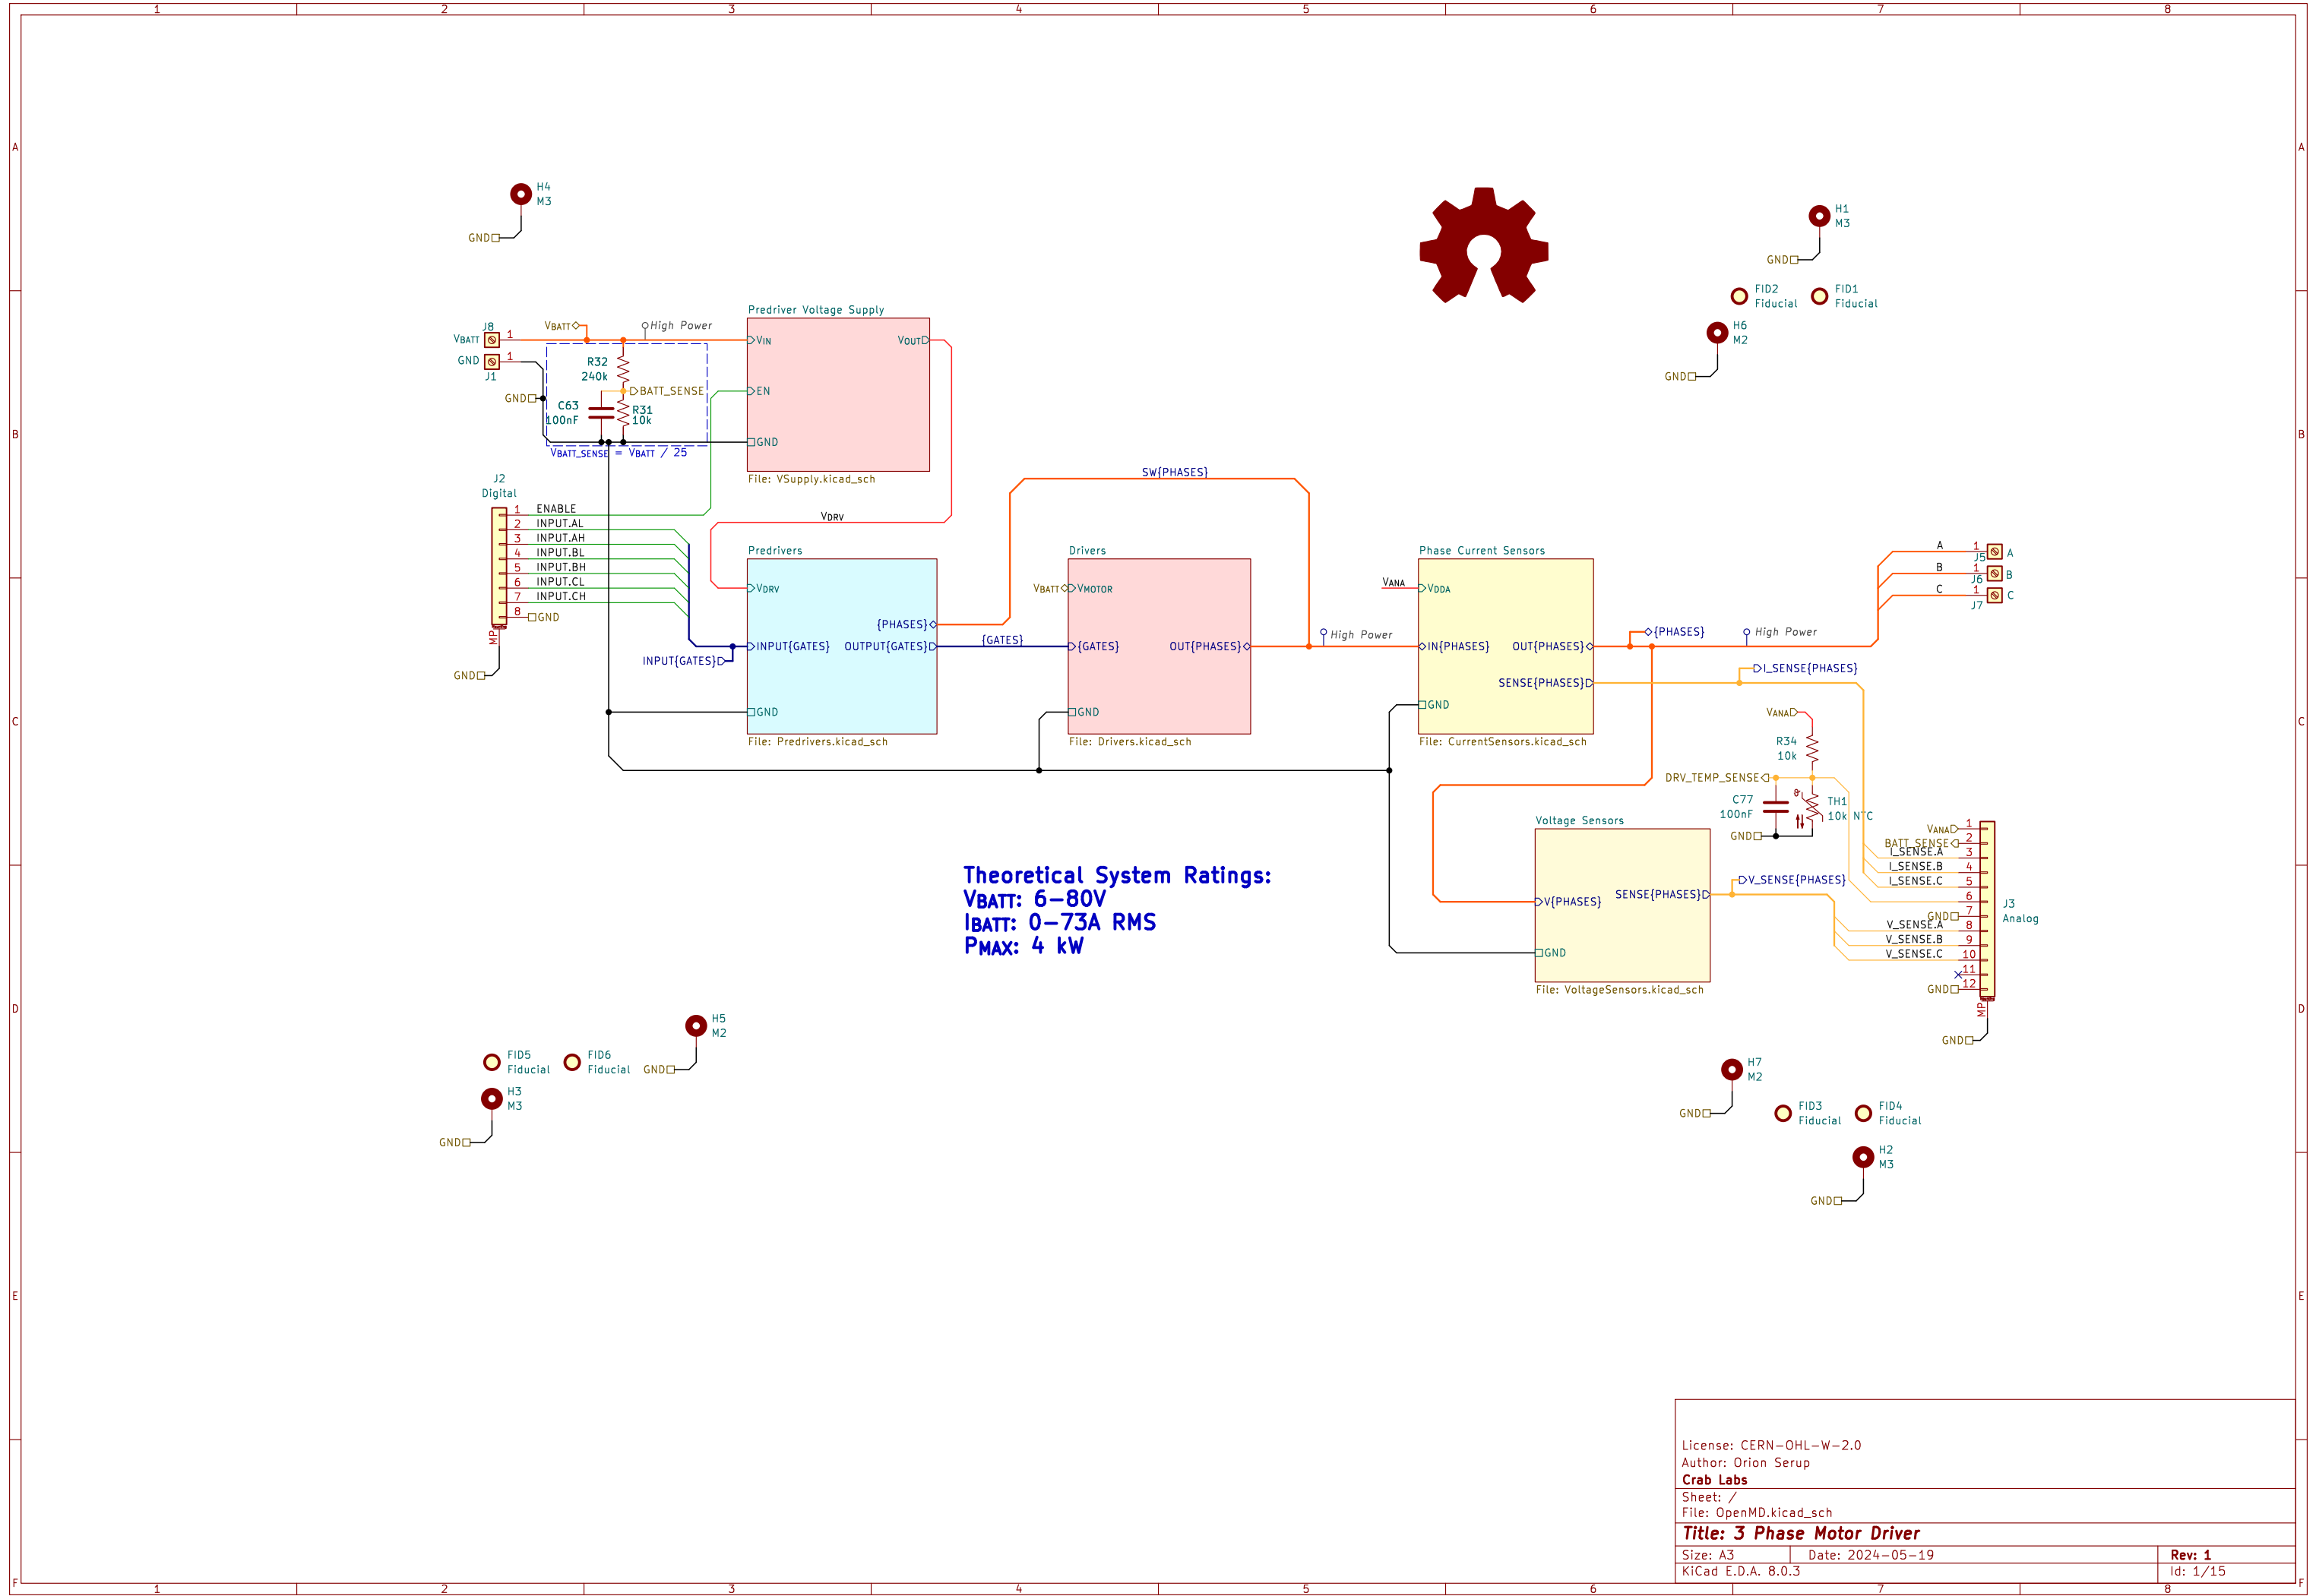 1 2 3 4 5 6 7 8
A A
H4
M3
GND
H1
M3
GND
FID2
Fiducial
FID1
Fiducial
H6
M2
GND
Predriver Voltage Supply
J8
VBATT
1
VBATT
High Power
VIN
VOUT
GND
1
J1
R32
240k
BATT_SENSE
EN
GND
C63
100nF
R31
10k
B B
GND
VBATT_SENSE = VBATT / 25
File: VSupply.kicad_sch
SW{PHASES}
J2
Digital
1 ENABLE
2 INPUT.AL
3 INPUT.AH
4 INPUT.BL
5 INPUT.BH
6 INPUT.CL
7 INPUT.CH
8 GND
MP
GND
VDRV
Predrivers
VDRV
{PHASES}
INPUT{GATES}
OUTPUT{GATES}
INPUT{GATES}
GND
File: Predrivers.kicad_sch
{GATES}
Drivers
VBATT
VMOTOR
{GATES}
OUT{PHASES}
GND
File: Drivers.kicad_sch
High Power
Phase Current Sensors
VANA
VDDA
IN{PHASES}
OUT{PHASES}
SENSE{PHASES}
GND
File: CurrentSensors.kicad_sch
{PHASES}
High Power
I_SENSE{PHASES}
A 1 A
J5
B 1 B
J6
C 1 C
J7
C C
VANA
R34
10k
DRV_TEMP_SENSE
C77
100nF
TH1
10k NTC
GND
Voltage Sensors
V{PHASES}
SENSE{PHASES}
GND
File: VoltageSensors.kicad_sch
V_SENSE{PHASES}
VANA 1
BATT_SENSE 2
I_SENSE.A 3
I_SENSE.B 4
I_SENSE.C 5
6
GND 7
V_SENSE.A 8
V_SENSE.B 9
V_SENSE.C 10
11
GND 12
J3
Analog
MP
GND
Theoretical System Ratings:
VBATT: 6-80V
IBATT: 0-73A RMS
PMAX: 4 kW
D D
H5
M2
GND
FID5
Fiducial
FID6
Fiducial
H3
M3
GND
H7
M2
GND
FID3
Fiducial
FID4
Fiducial
H2
M3
GND
E E
License: CERN-OHL-W-2.0
Author: Orion Serup
Crab Labs
Sheet: /
File: OpenMD.kicad_sch
Title: 3 Phase Motor Driver
Size: A3 Date: 2024-05-19 Rev: 1
KiCad E.D.A. 8.0.3 Id: 1/15
F F
1 2 3 4 5 6 7 8